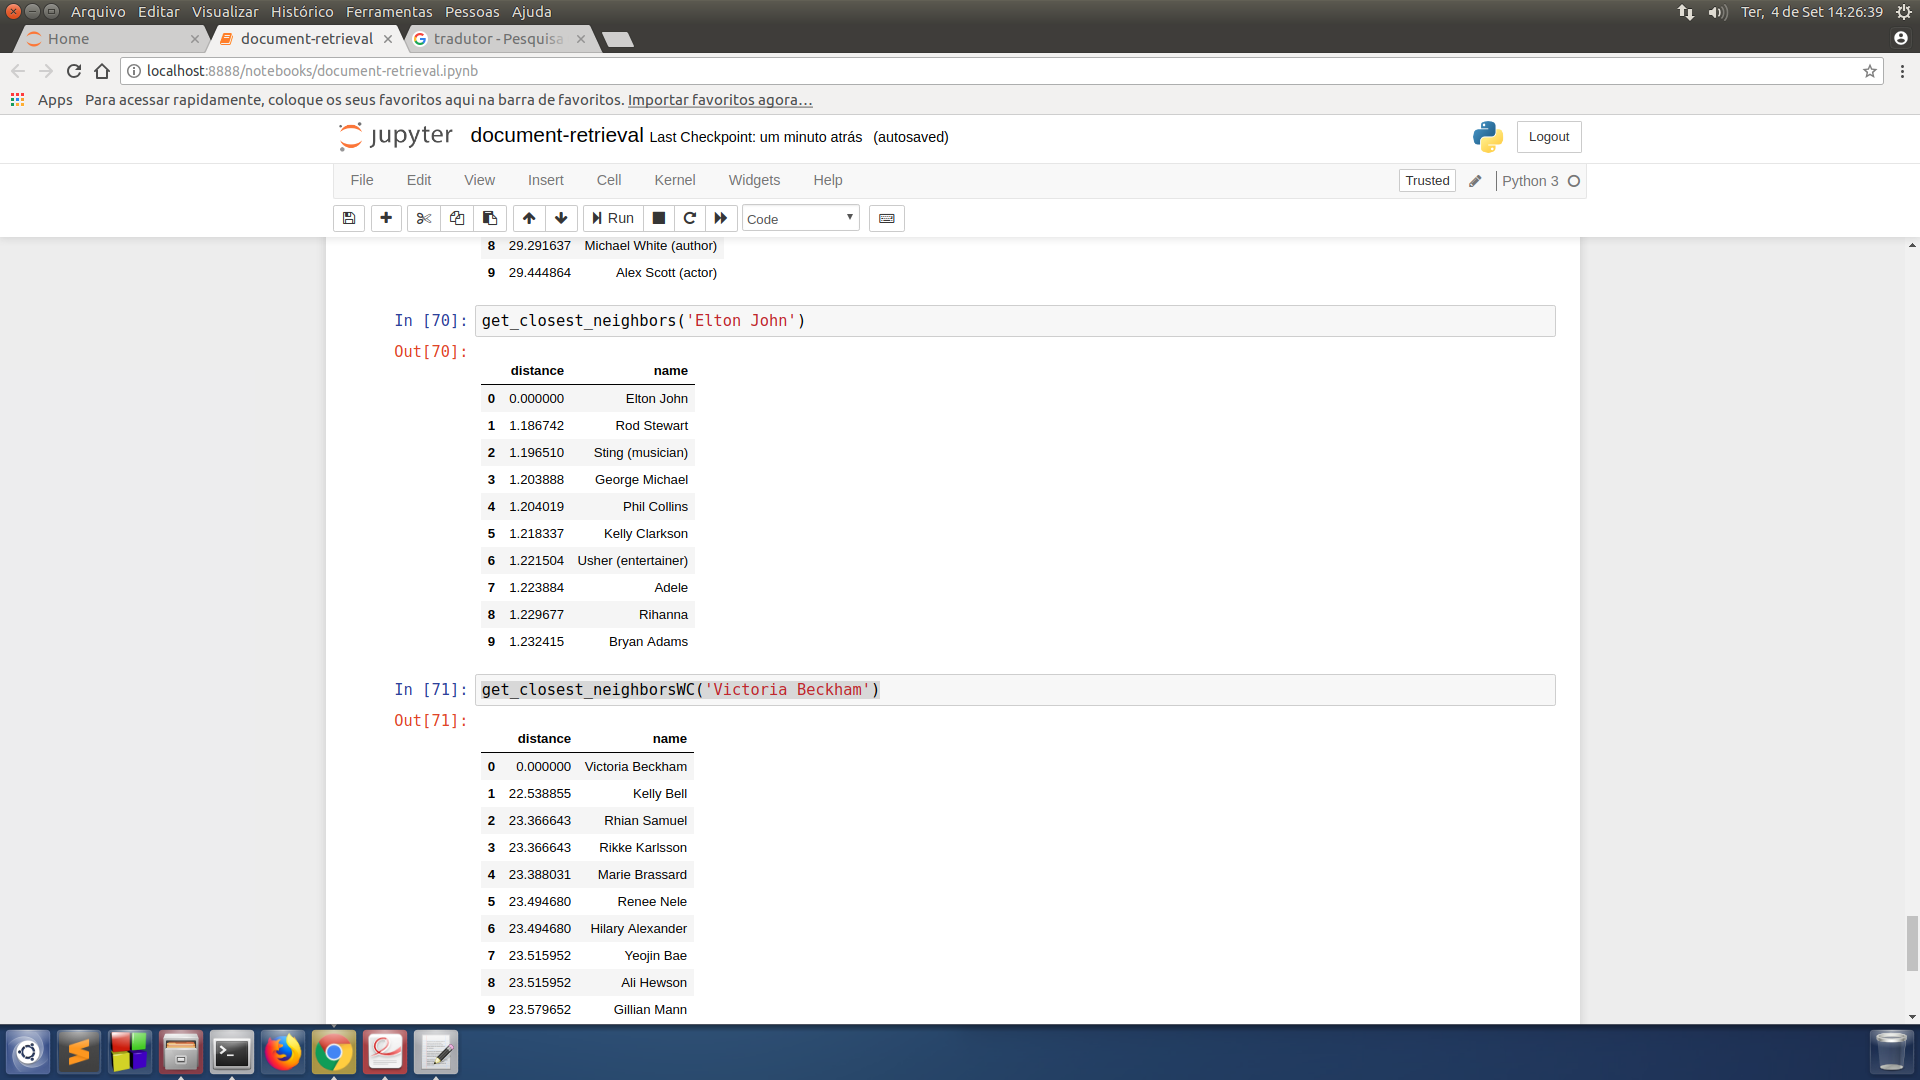 Arquivo Editar Visualizar Histórico Ferramentas Pessoas Ajuda
Ter, 4 de Set 14:26:39
Home
document-retrieval
tradutor - Pesquisa
localhost:8888/notebooks/document-retrieval.ipynb
Apps Para acessar rapidamente, coloque os seus favoritos aqui na barra de favoritos. Importar favoritos agora...
jupyter document-retrieval Last Checkpoint: um minuto atrás (autosaved)
Logout
File Edit View Insert Cell Kernel Widgets Help
Trusted Python 3
Run Code
8 29.291637 Michael White (author)
9 29.444864 Alex Scott (actor)
In [70]: get_closest_neighbors('Elton John')
Out[70]:
distance name
0 0.000000 Elton John
1 1.186742 Rod Stewart
2 1.196510 Sting (musician)
3 1.203888 George Michael
4 1.204019 Phil Collins
5 1.218337 Kelly Clarkson
6 1.221504 Usher (entertainer)
7 1.223884 Adele
8 1.229677 Rihanna
9 1.232415 Bryan Adams
In [71]: get_closest_neighborsWC('Victoria Beckham')
Out[71]:
distance name
0 0.000000 Victoria Beckham
1 22.538855 Kelly Bell
2 23.366643 Rhian Samuel
3 23.366643 Rikke Karlsson
4 23.388031 Marie Brassard
5 23.494680 Renee Nele
6 23.494680 Hilary Alexander
7 23.515952 Yeojin Bae
8 23.515952 Ali Hewson
9 23.579652 Gillian Mann